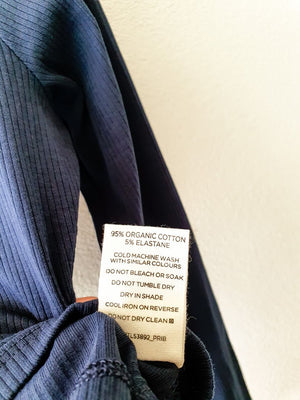 95% ORGANIC COTTON
5% ELASTANE
COLD MACHINE WASH
WITH SIMILAR COLOURS
DO NOT BLEACH OR SOAK
DO NOT TUMBLE DRY
DRY IN SHADE
COOL IRON ON REVERSE
DO NOT DRY CLEAN